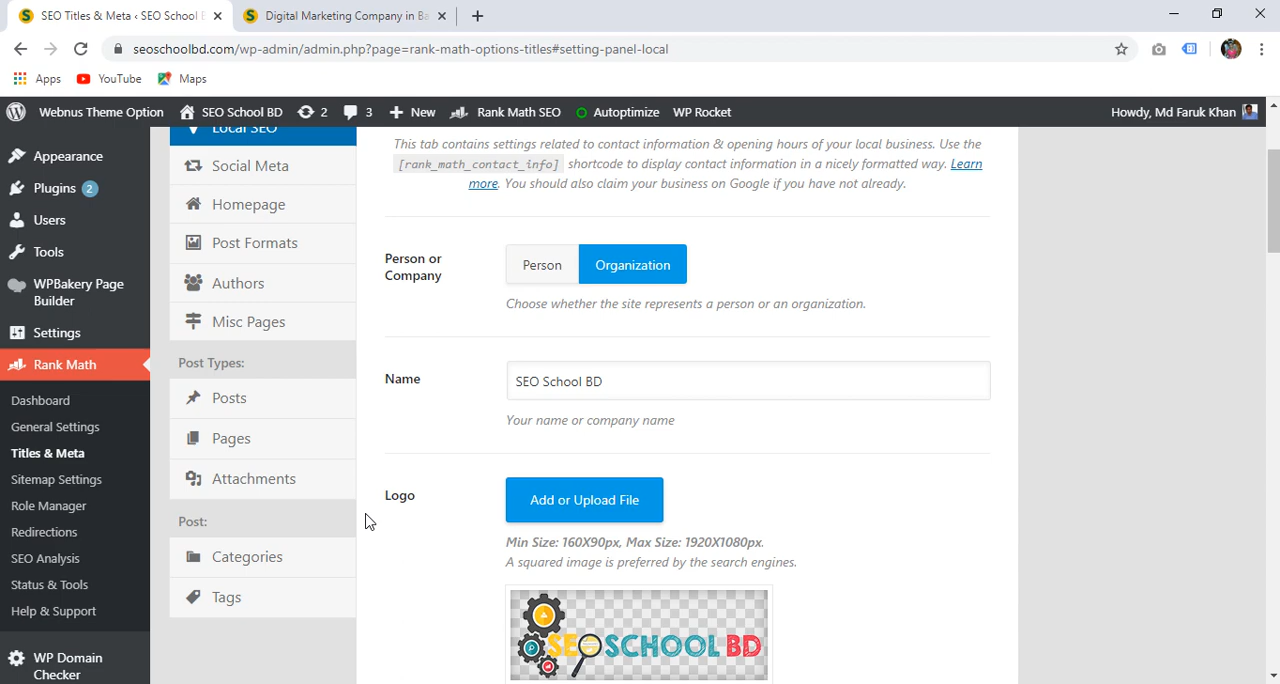 SEO Titles & Meta ‹ SEO School B
Digital Marketing Company in Ba
seoschoolbd.com/wp-admin/admin.php?page=rank-math-options-titles#setting-panel-local
Apps
YouTube
Maps
Webnus Theme Option
SEO School BD
2
3
New
Rank Math SEO
Autoptimize
WP Rocket
Howdy, Md Faruk Khan
Appearance
Plugins 2
Users
Tools
WPBakery Page
Builder
Settings
Rank Math
Dashboard
General Settings
Titles & Meta
Sitemap Settings
Role Manager
Redirections
SEO Analysis
Status & Tools
Help & Support
WP Domain
Checker
Local SEO
Social Meta
Homepage
Post Formats
Authors
Misc Pages
Post Types:
Posts
Pages
Attachments
Post:
Categories
Tags
This tab contains settings related to contact information & opening hours of your local business. Use the
[rank_math_contact_info] shortcode to display contact information in a nicely formatted way. Learn
more. You should also claim your business on Google if you have not already.
Person or
Company
Person
Organization
Choose whether the site represents a person or an organization.
Name
SEO School BD
Your name or company name
Logo
Add or Upload File
Min Size: 160X90px, Max Size: 1920X1080px.
A squared image is preferred by the search engines.
SEOSCHOOL BD